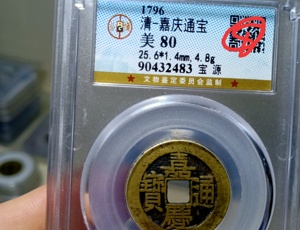 1796
清-嘉庆通宝
美 80
25.6*1.4mm,4.8g
90432483 宝 源
★ 文物鉴定委员会监制 ★
嘉
寶 通
慶